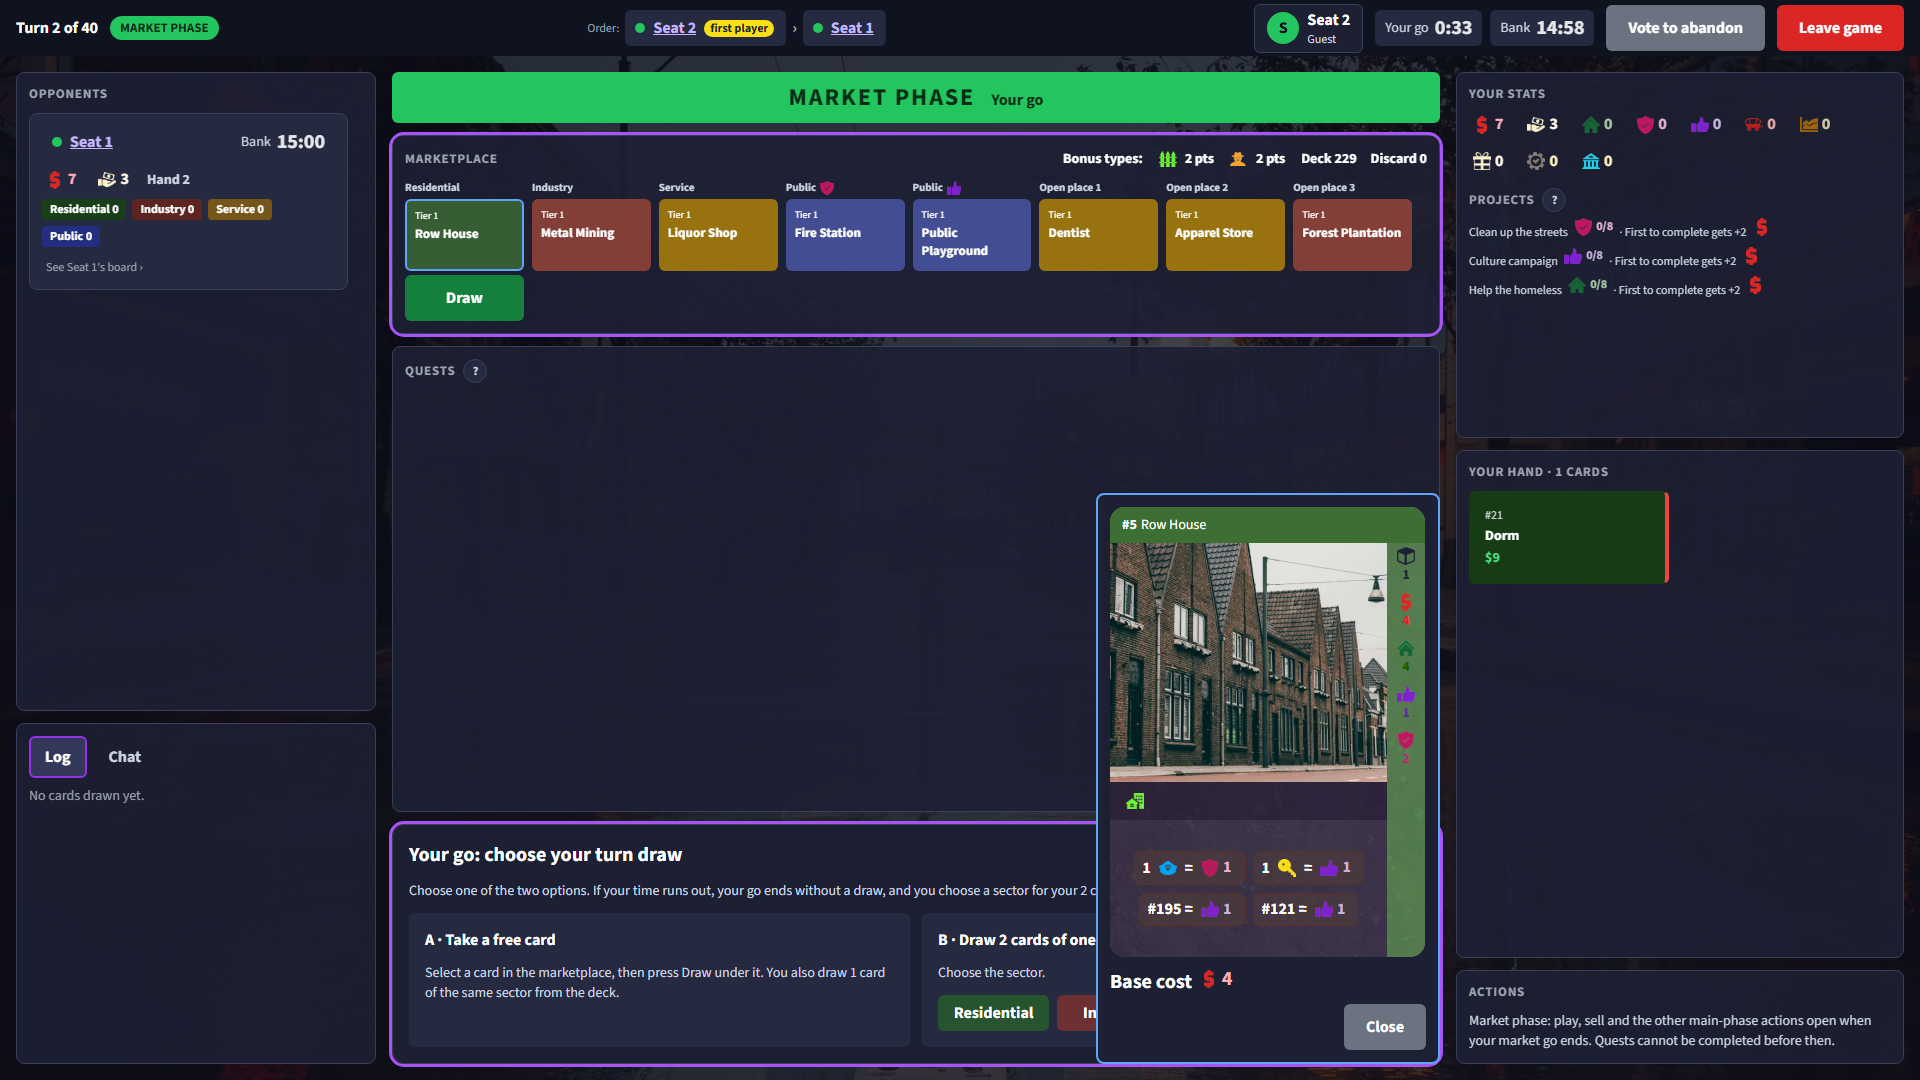 Turn 2 of 40 MARKET PHASE
Order: Seat 2 first player › Seat 1
S Seat 2 Guest
Your go 0:33
Bank 14:58
Vote to abandon
Leave game
OPPONENTS
Seat 1 Bank 15:00
7 3 Hand 2
Residential 0 Industry 0 Service 0
Public 0
See Seat 1's board ›
MARKET PHASE Your go
MARKETPLACE
Bonus types: 2 pts 2 pts Deck 229 Discard 0
Residential Industry Service Public Public Open place 1 Open place 2 Open place 3
Tier 1 Row House
Tier 1 Metal Mining
Tier 1 Liquor Shop
Tier 1 Fire Station
Tier 1 Public Playground
Tier 1 Dentist
Tier 1 Apparel Store
Tier 1 Forest Plantation
Draw
QUESTS ?
YOUR STATS
$ 7 3 0 0 0 0 0
0 0 0
PROJECTS ?
Clean up the streets 0/8 · First to complete gets +2 $
Culture campaign 0/8 · First to complete gets +2 $
Help the homeless 0/8 · First to complete gets +2 $
YOUR HAND · 1 CARDS
#21
Dorm
$9
Log Chat
No cards drawn yet.
Your go: choose your turn draw
Choose one of the two options. If your time runs out, your go ends without a draw, and you choose a sector for your 2 c
A · Take a free card
Select a card in the marketplace, then press Draw under it. You also draw 1 card
of the same sector from the deck.
B · Draw 2 cards of one
Choose the sector.
Residential In
#5 Row House
1
$
4
4
1
2
1 = 1 1 = 1
#195 = 1 #121 = 1
Base cost $ 4
Close
ACTIONS
Market phase: play, sell and the other main-phase actions open when
your market go ends. Quests cannot be completed before then.